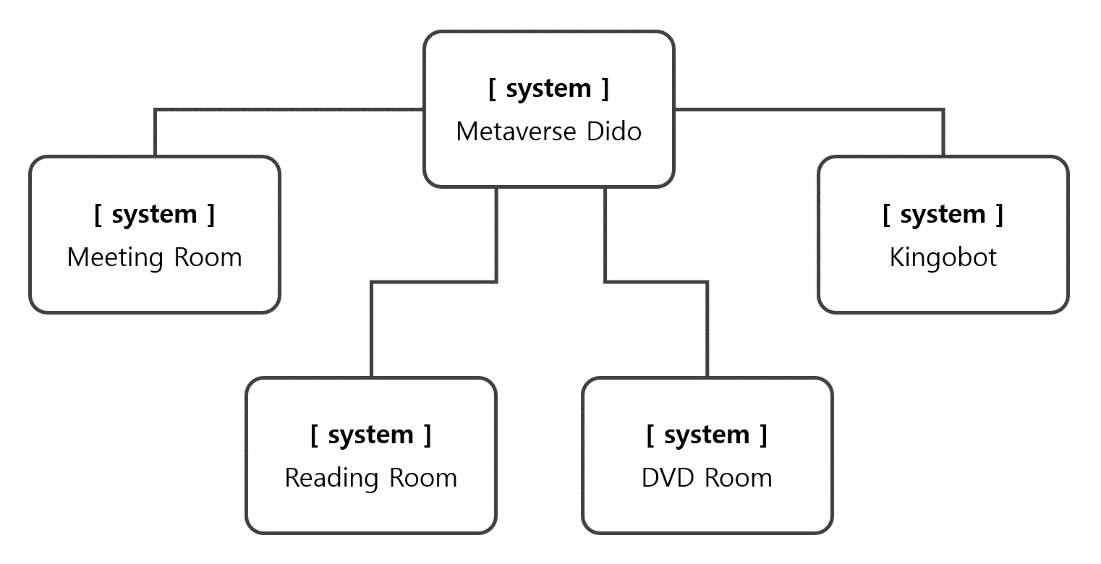 [ system ]
Metaverse Dido
[ system ]
Meeting Room
[ system ]
Kingobot
[ system ]
Reading Room
[ system ]
DVD Room